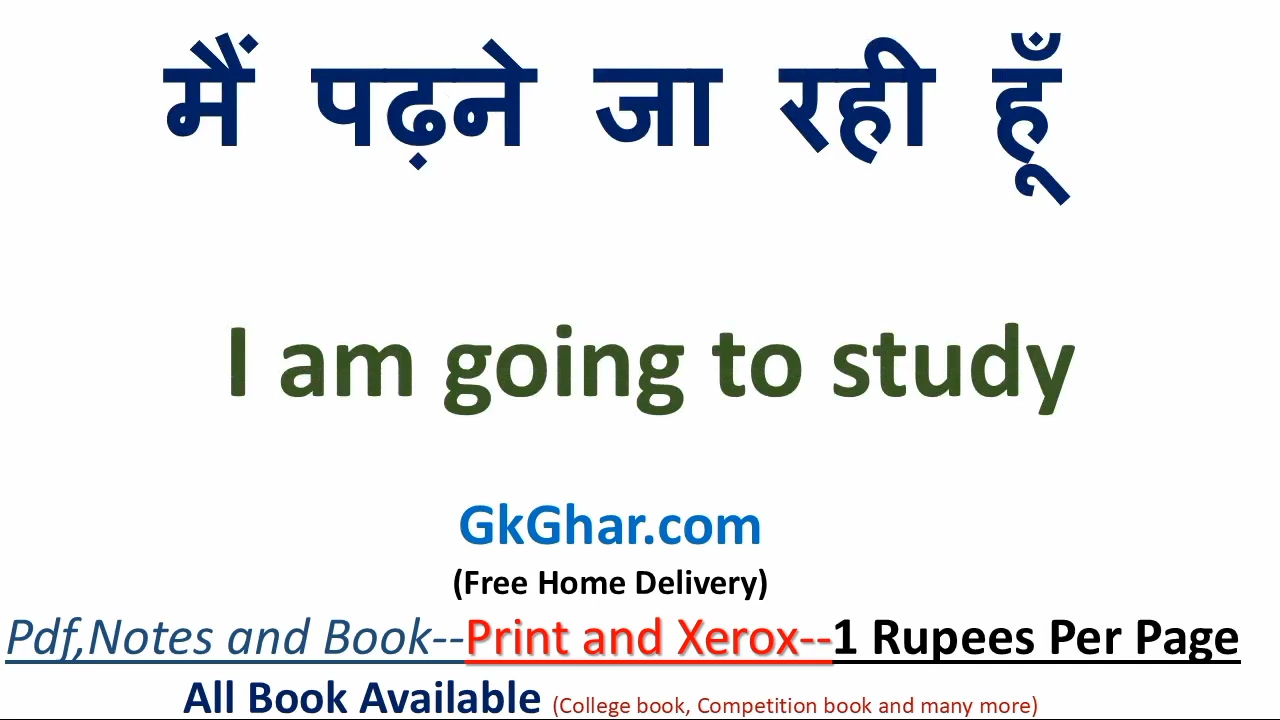 मैं पढ़ने जा रही हूँ
I am going to study
GkGhar.com
(Free Home Delivery)
Pdf,Notes and Book--Print and Xerox--1 Rupees Per Page
All Book Available (College book, Competition book and many more)